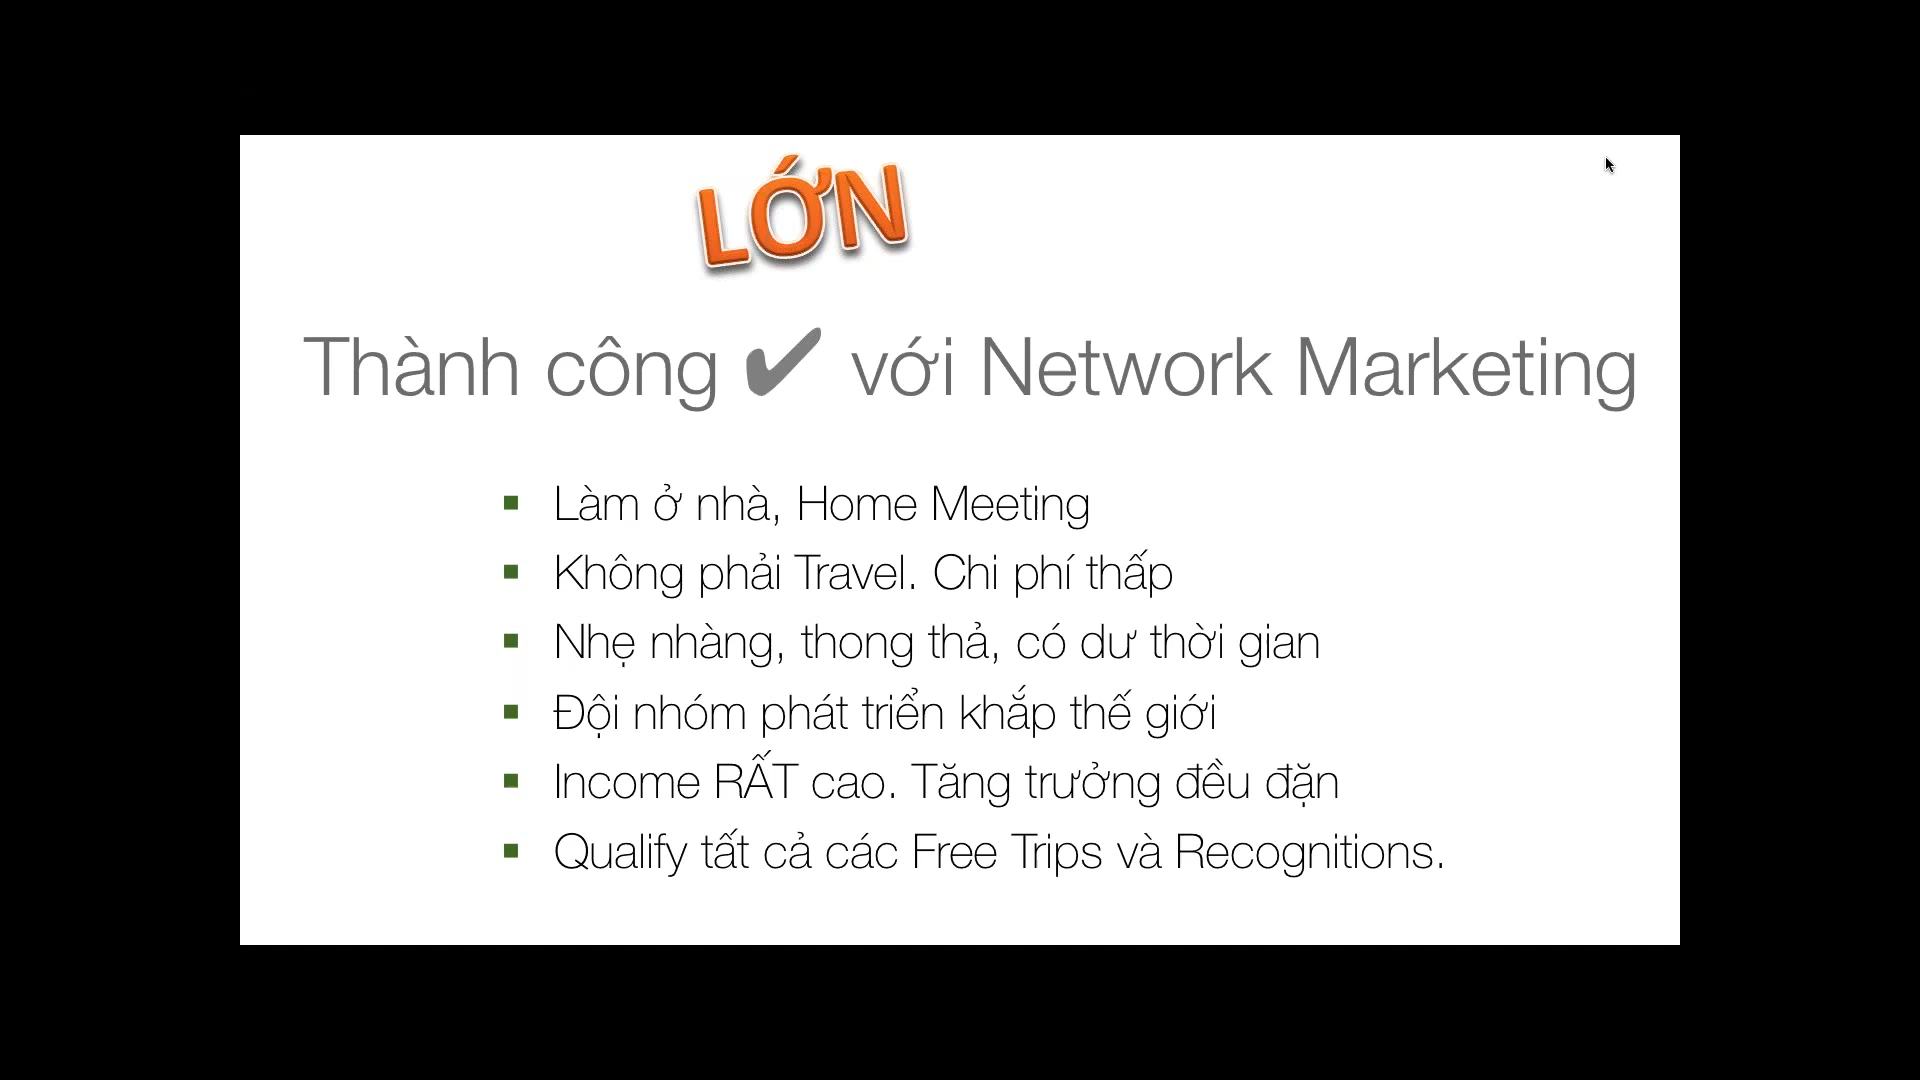 LỚN
Thành công ✔ với Network Marketing
▪ Làm ở nhà, Home Meeting
▪ Không phải Travel. Chi phí thấp
▪ Nhẹ nhàng, thong thả, có dư thời gian
▪ Đội nhóm phát triển khắp thế giới
▪ Income RẤT cao. Tăng trưởng đều đặn
▪ Qualify tất cả các Free Trips và Recognitions.